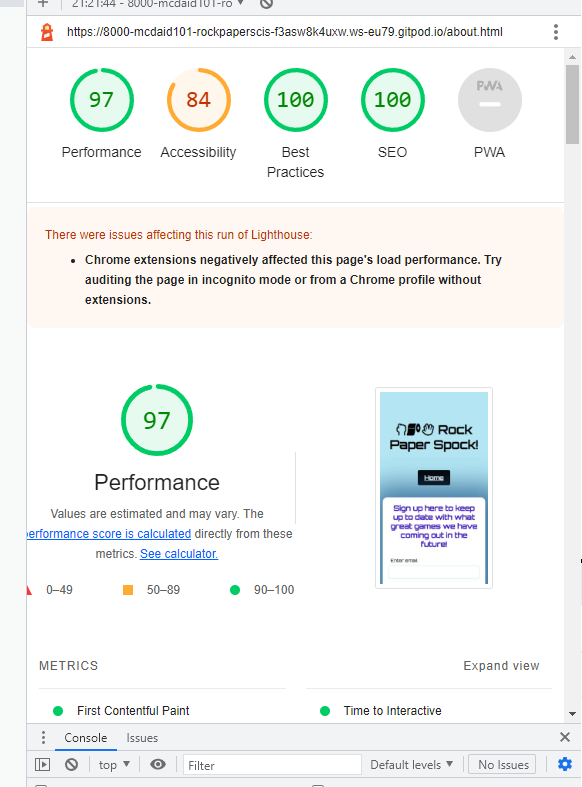 21:21:44 - 8000-mcdaid101-ro
https://8000-mcdaid101-rockpaperscis-f3asw8k4uxw.ws-eu79.gitpod.io/about.html
97
84
100
100
PWA
Performance
Accessibility
Best
Practices
SEO
PWA
There were issues affecting this run of Lighthouse:
• Chrome extensions negatively affected this page's load performance. Try
auditing the page in incognito mode or from a Chrome profile without
extensions.
97
Performance
Values are estimated and may vary. The
performance score is calculated directly from these
metrics. See calculator.
0–49
50–89
90–100
Rock
Paper Spock!
Home
Sign up here to keep
up to date with what
great games we have
coming out in the
future!
Enter email
METRICS
Expand view
First Contentful Paint
Time to Interactive
Console
Issues
top
Filter
Default levels
No Issues